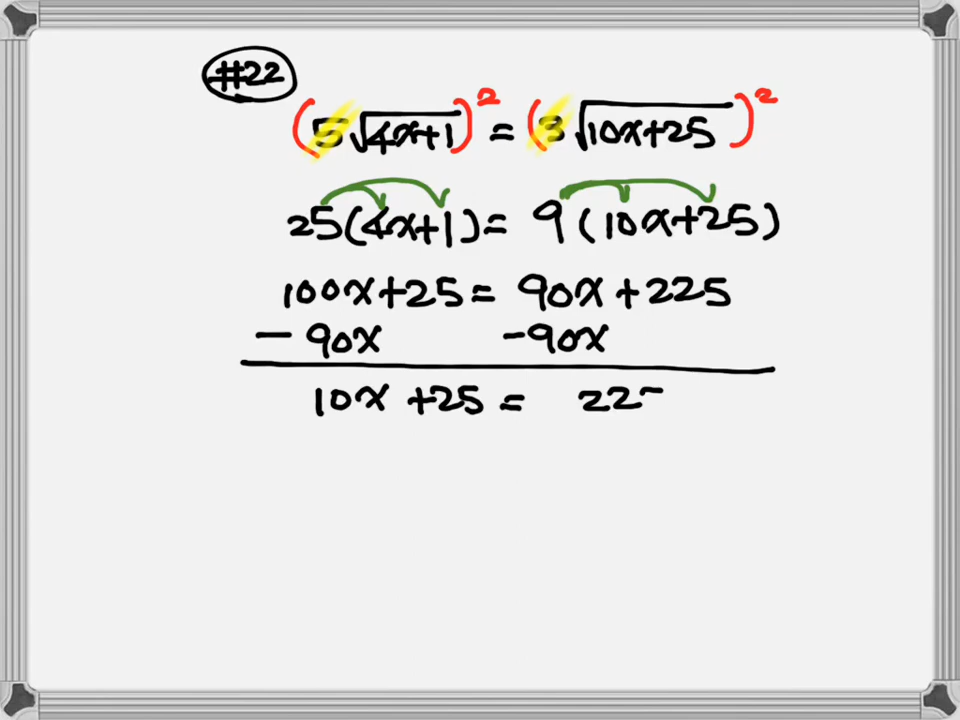 #22
(5√(4x+1))² = (3√(10x+25))²
25(4x+1) = 9(10x+25)
100x+25 = 90x+225
-90x -90x
10x+25 = 22